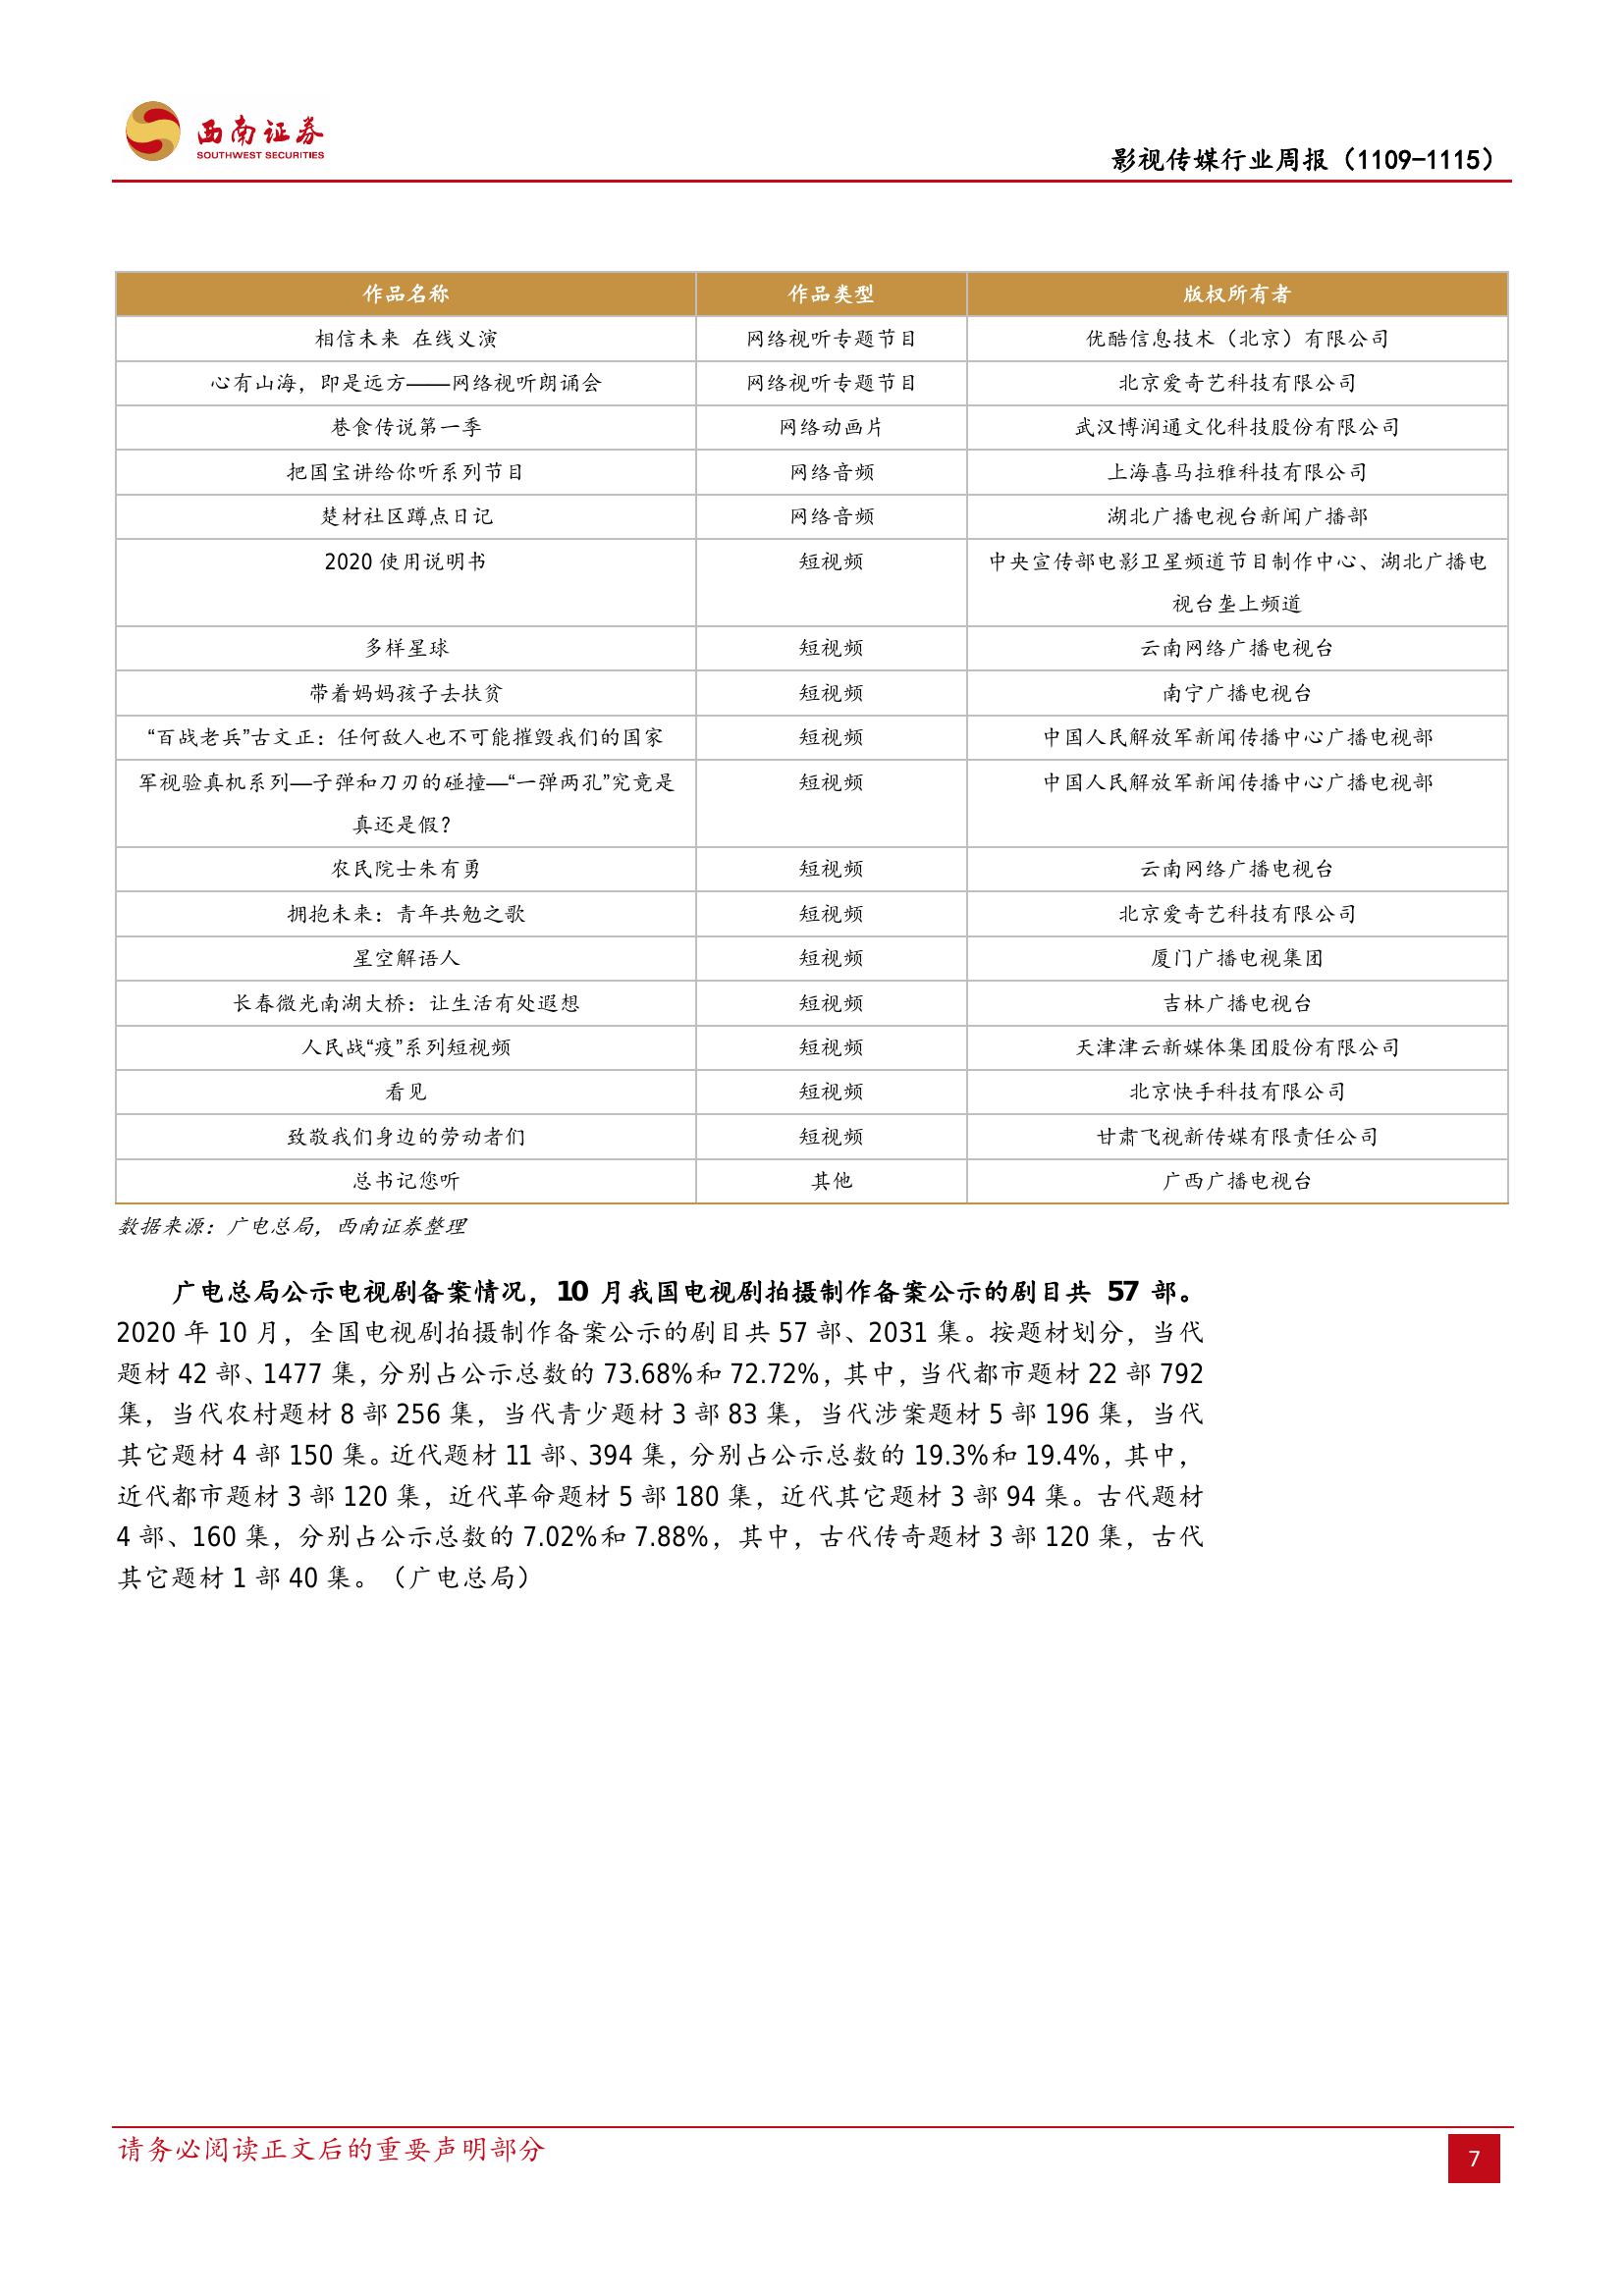 西南证券
SOUTHWEST SECURITIES
影视传媒行业周报（1109-1115）
作品名称 作品类型 版权所有者
相信未来 在线义演 网络视听专题节目 优酷信息技术（北京）有限公司
心有山海，即是远方——网络视听朗诵会 网络视听专题节目 北京爱奇艺科技有限公司
巷食传说第一季 网络动画片 武汉博润通文化科技股份有限公司
把国宝讲给你听系列节目 网络音频 上海喜马拉雅科技有限公司
楚材社区蹲点日记 网络音频 湖北广播电视台新闻广播部
2020 使用说明书 短视频 中央宣传部电影卫星频道节目制作中心、湖北广播电
视台垄上频道
多样星球 短视频 云南网络广播电视台
带着妈妈孩子去扶贫 短视频 南宁广播电视台
“百战老兵”古文正：任何敌人也不可能摧毁我们的国家 短视频 中国人民解放军新闻传播中心广播电视部
军视验真机系列—子弹和刀刃的碰撞—“一弹两孔”究竟是 短视频 中国人民解放军新闻传播中心广播电视部
真还是假？
农民院士朱有勇 短视频 云南网络广播电视台
拥抱未来：青年共勉之歌 短视频 北京爱奇艺科技有限公司
星空解语人 短视频 厦门广播电视集团
长春微光南湖大桥：让生活有处遐想 短视频 吉林广播电视台
人民战“疫”系列短视频 短视频 天津津云新媒体集团股份有限公司
看见 短视频 北京快手科技有限公司
致敬我们身边的劳动者们 短视频 甘肃飞视新传媒有限责任公司
总书记您听 其他 广西广播电视台
数据来源：广电总局，西南证券整理
广电总局公示电视剧备案情况，10 月我国电视剧拍摄制作备案公示的剧目共 57 部。
2020 年 10 月，全国电视剧拍摄制作备案公示的剧目共 57 部、2031 集。按题材划分，当代
题材 42 部、1477 集，分别占公示总数的 73.68%和 72.72%，其中，当代都市题材 22 部 792
集，当代农村题材 8 部 256 集，当代青少题材 3 部 83 集，当代涉案题材 5 部 196 集，当代
其它题材 4 部 150 集。近代题材 11 部、394 集，分别占公示总数的 19.3%和 19.4%，其中，
近代都市题材 3 部 120 集，近代革命题材 5 部 180 集，近代其它题材 3 部 94 集。古代题材
4 部、160 集，分别占公示总数的 7.02%和 7.88%，其中，古代传奇题材 3 部 120 集，古代
其它题材 1 部 40 集。（广电总局）
请务必阅读正文后的重要声明部分
7